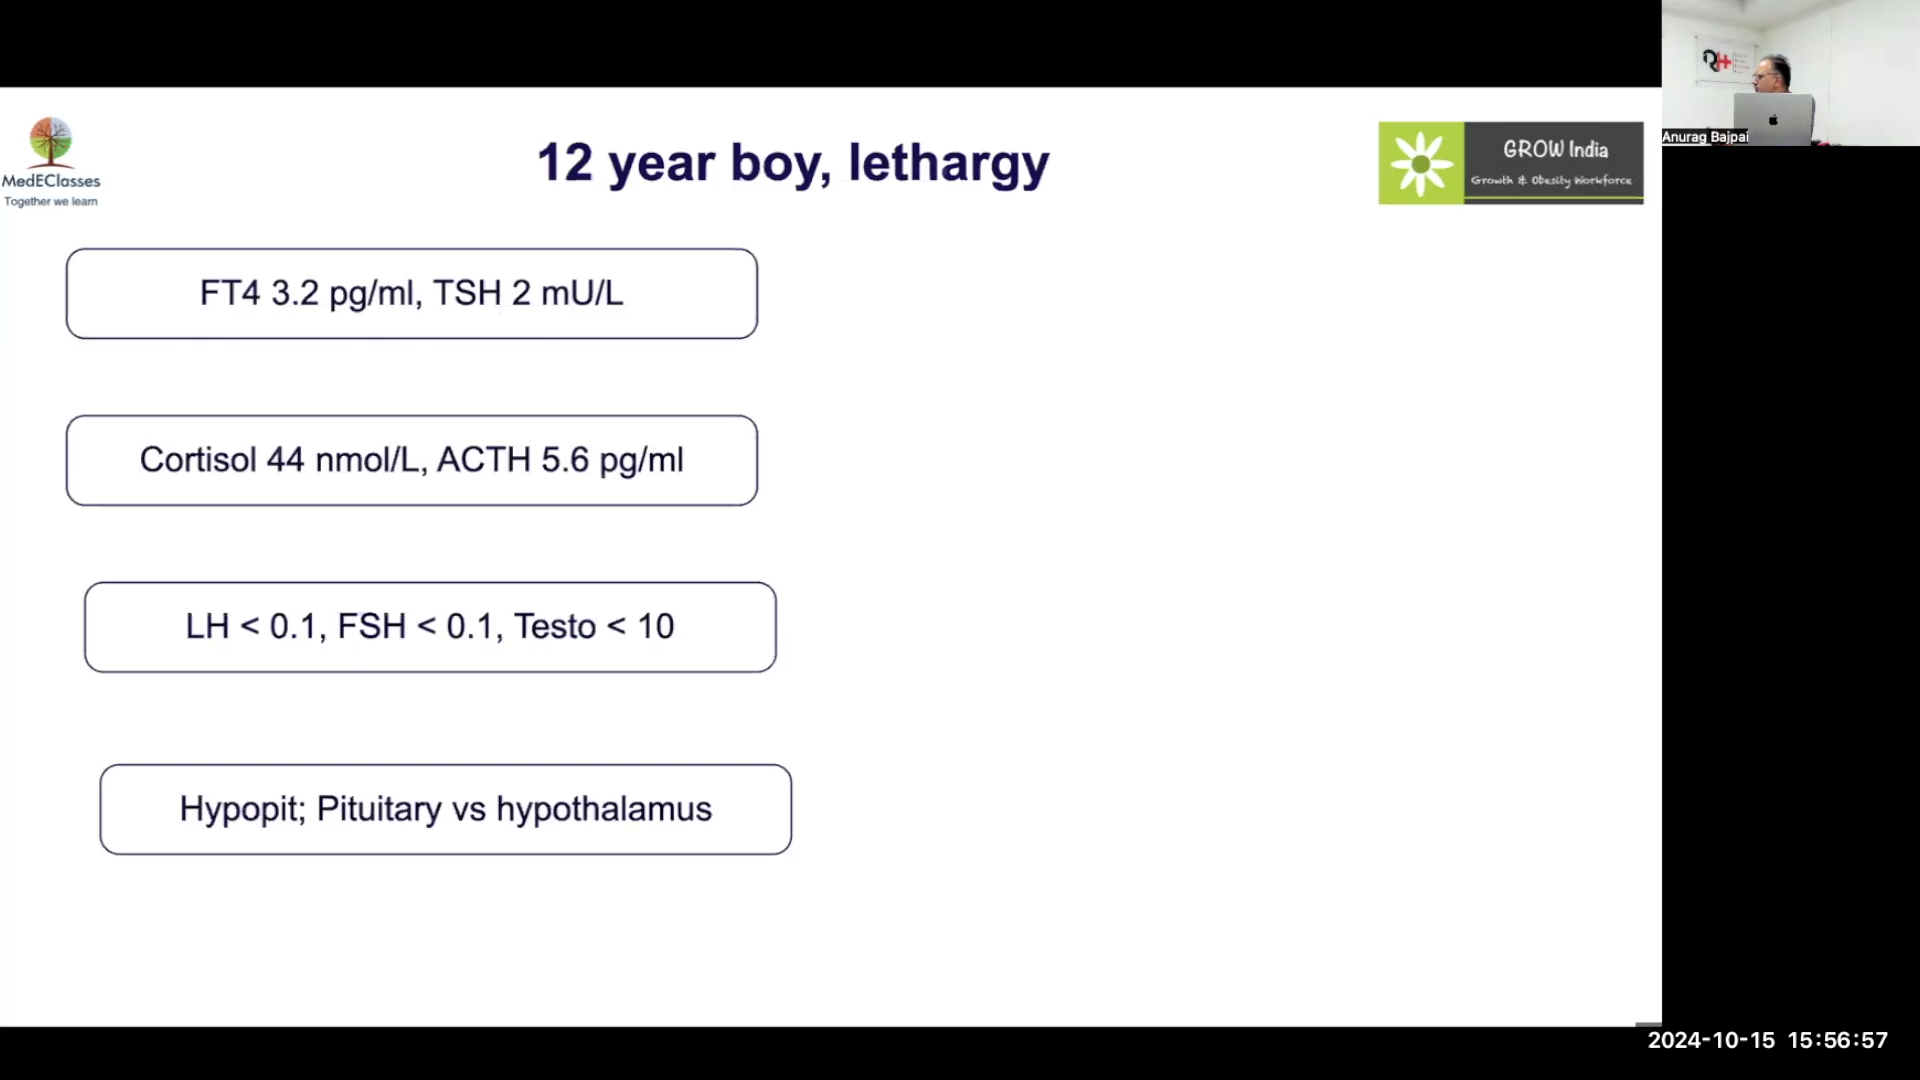 MedEClasses
Together we learn
12 year boy, lethargy
GROW India
Growth & Obesity Workforce
Anurag Bajpai
FT4 3.2 pg/ml, TSH 2 mU/L
Cortisol 44 nmol/L, ACTH 5.6 pg/ml
LH < 0.1, FSH < 0.1, Testo < 10
Hypopit; Pituitary vs hypothalamus
2024-10-15 15:56:57